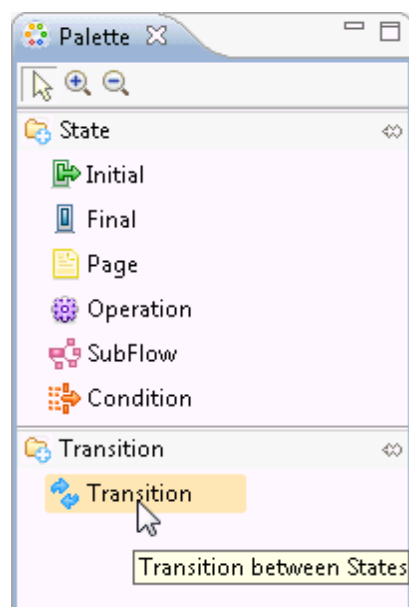 Palette
State
Initial
Final
Page
Operation
SubFlow
Condition
Transition
Transition
Transition between States